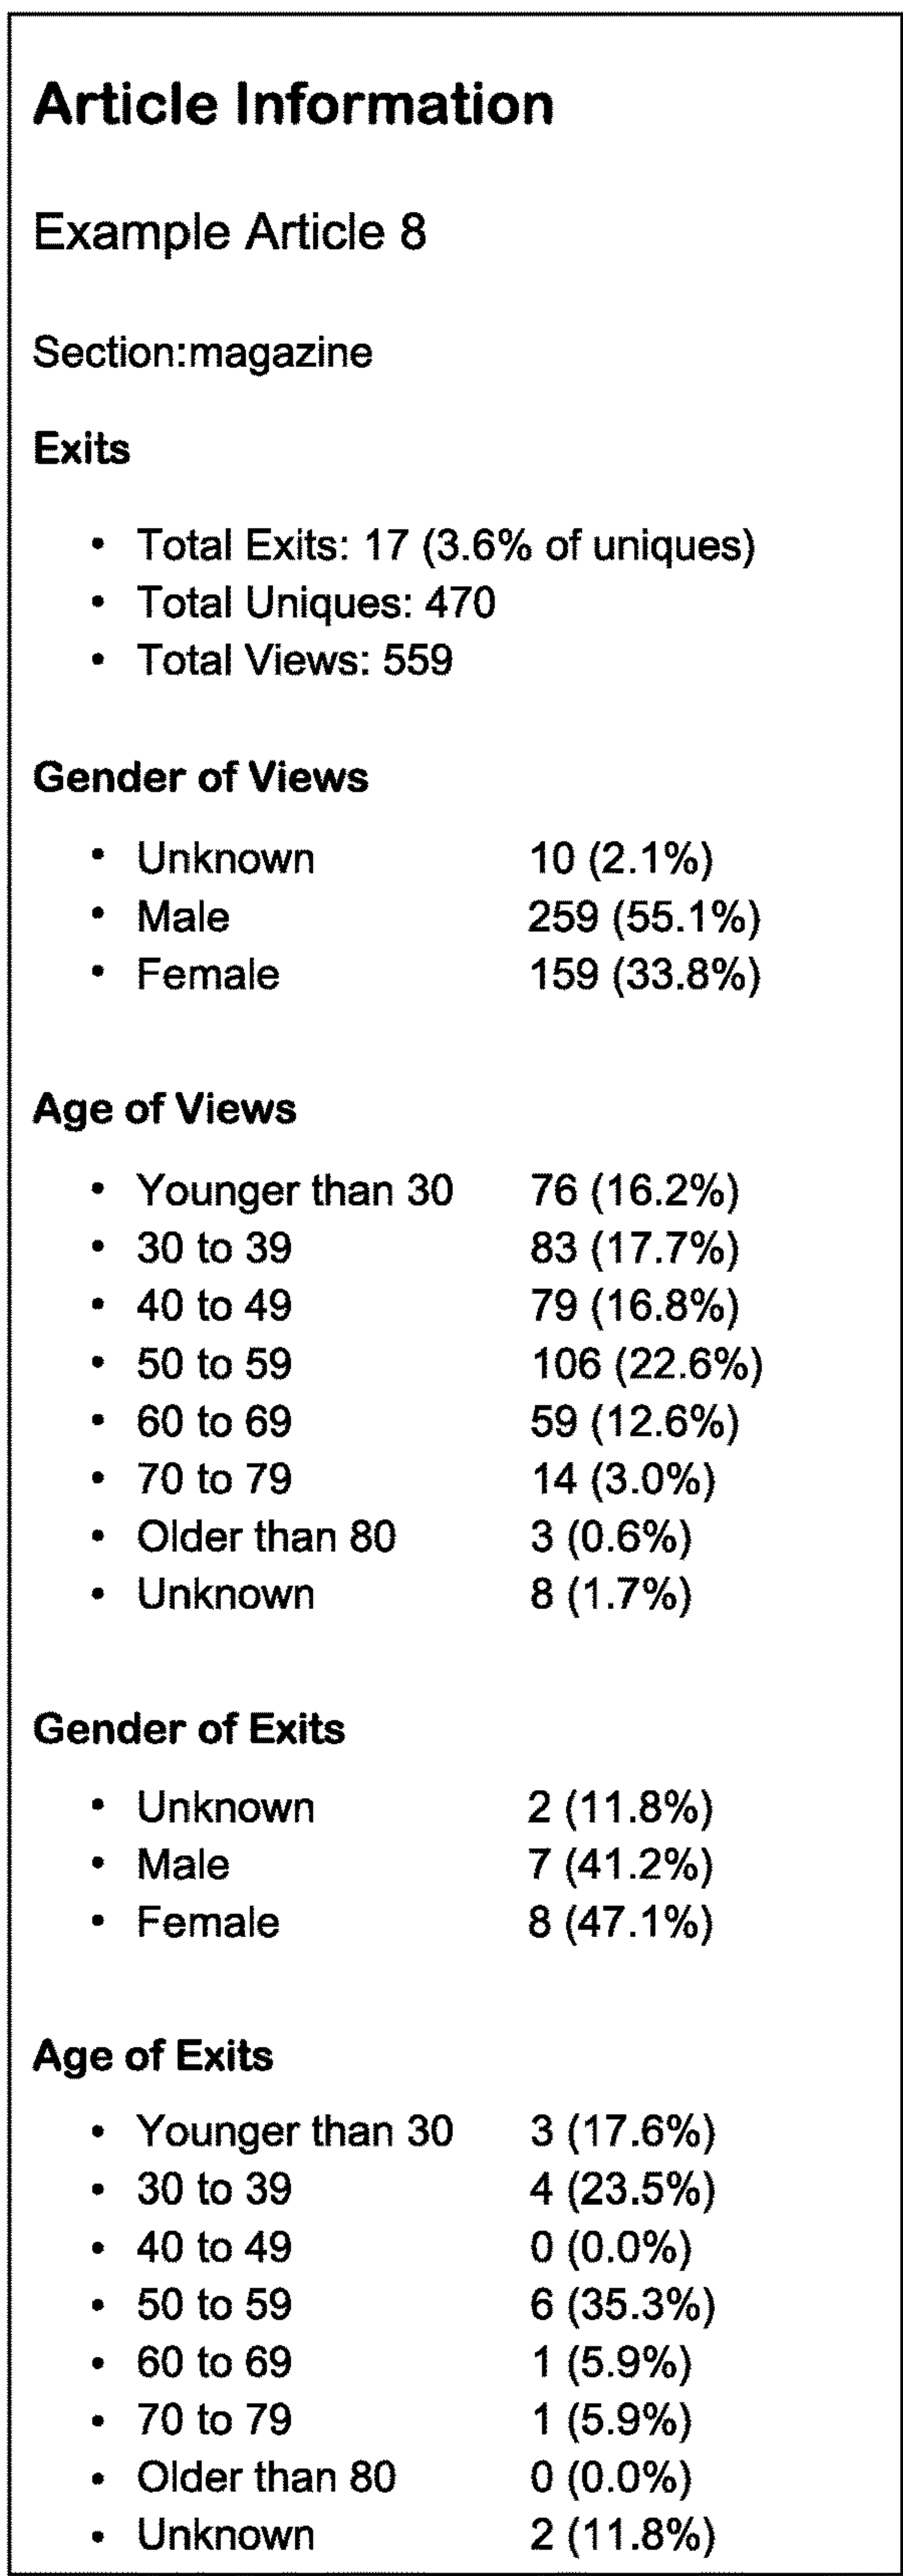 Article Information
Example Article 8
Section:magazine
Exits
• Total Exits: 17 (3.6% of uniques)
• Total Uniques: 470
• Total Views: 559
Gender of Views
• Unknown 10 (2.1%)
• Male 259 (55.1%)
• Female 159 (33.8%)
Age of Views
• Younger than 30 76 (16.2%)
• 30 to 39 83 (17.7%)
• 40 to 49 79 (16.8%)
• 50 to 59 106 (22.6%)
• 60 to 69 59 (12.6%)
• 70 to 79 14 (3.0%)
• Older than 80 3 (0.6%)
• Unknown 8 (1.7%)
Gender of Exits
• Unknown 2 (11.8%)
• Male 7 (41.2%)
• Female 8 (47.1%)
Age of Exits
• Younger than 30 3 (17.6%)
• 30 to 39 4 (23.5%)
• 40 to 49 0 (0.0%)
• 50 to 59 6 (35.3%)
• 60 to 69 1 (5.9%)
• 70 to 79 1 (5.9%)
• Older than 80 0 (0.0%)
• Unknown 2 (11.8%)